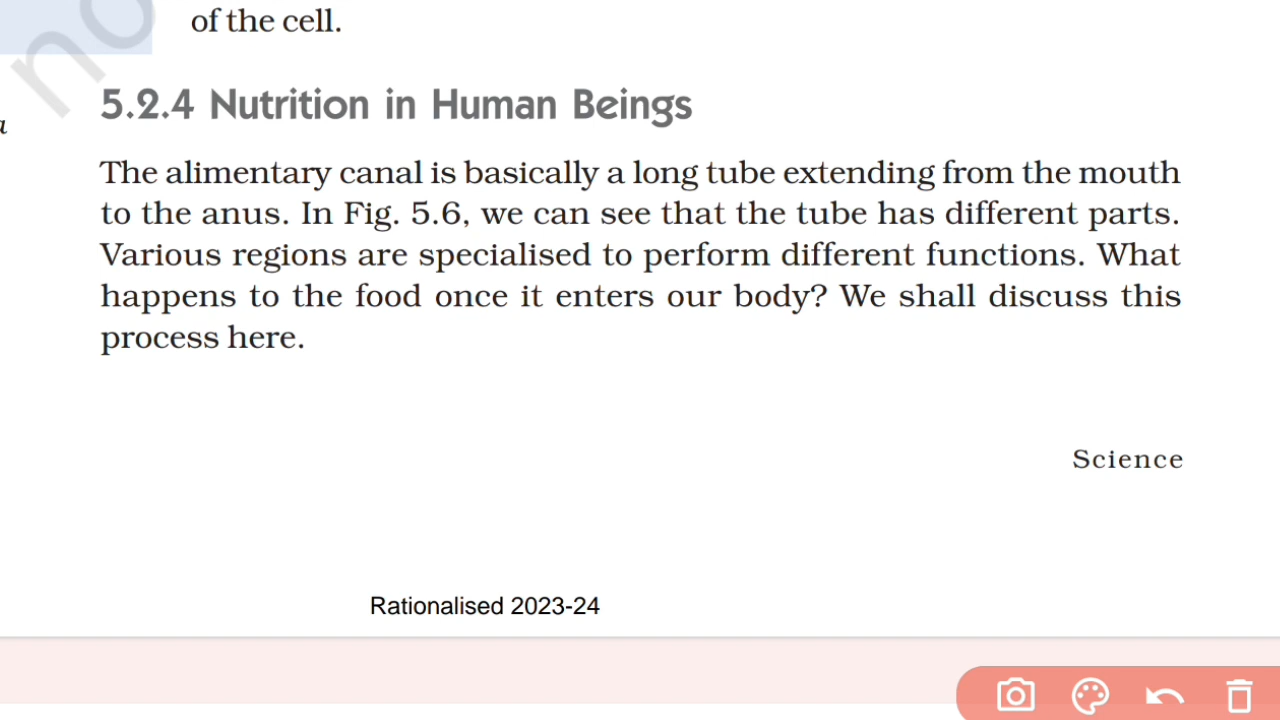 of the cell.
5.2.4 Nutrition in Human Beings
The alimentary canal is basically a long tube extending from the mouth
to the anus. In Fig. 5.6, we can see that the tube has different parts.
Various regions are specialised to perform different functions. What
happens to the food once it enters our body? We shall discuss this
process here.
Science
Rationalised 2023-24